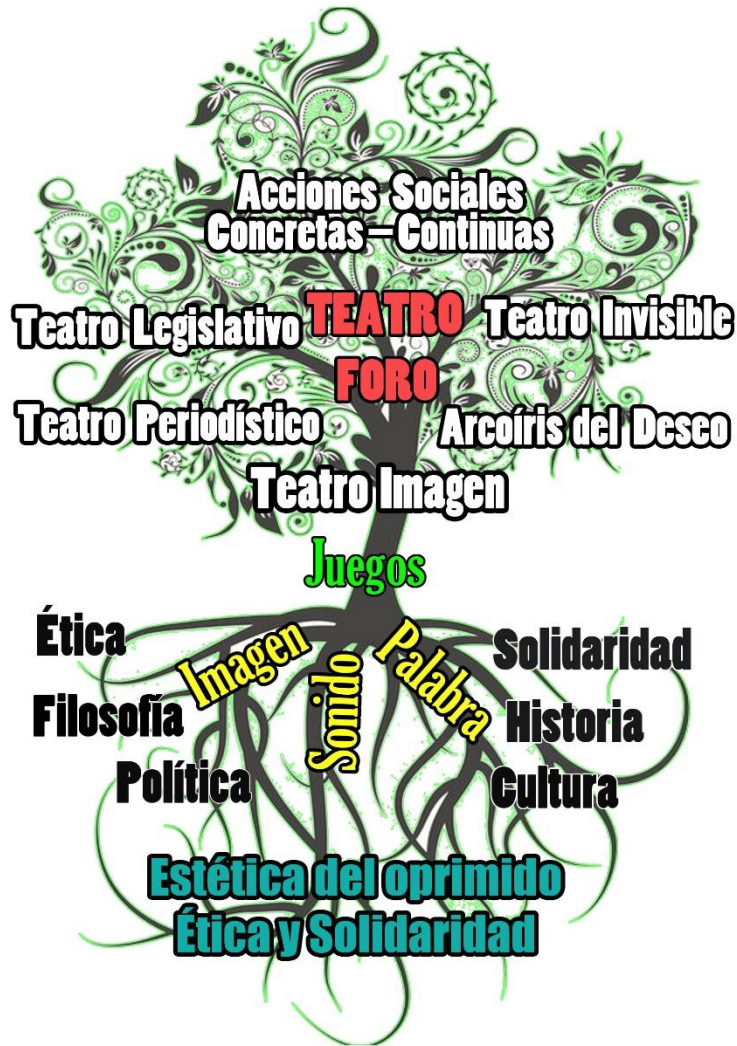 Acciones Sociales
Concretas – Continuas
Teatro Legislativo
TEATRO
FORO
Teatro Invisible
Teatro Periodístico
Arcoíris del Deseo
Teatro Imagen
Juegos
Ética
Imagen
Sonido
Palabra
Solidaridad
Filosofía
Historia
Política
Cultura
Estética del oprimido
Ética y Solidaridad